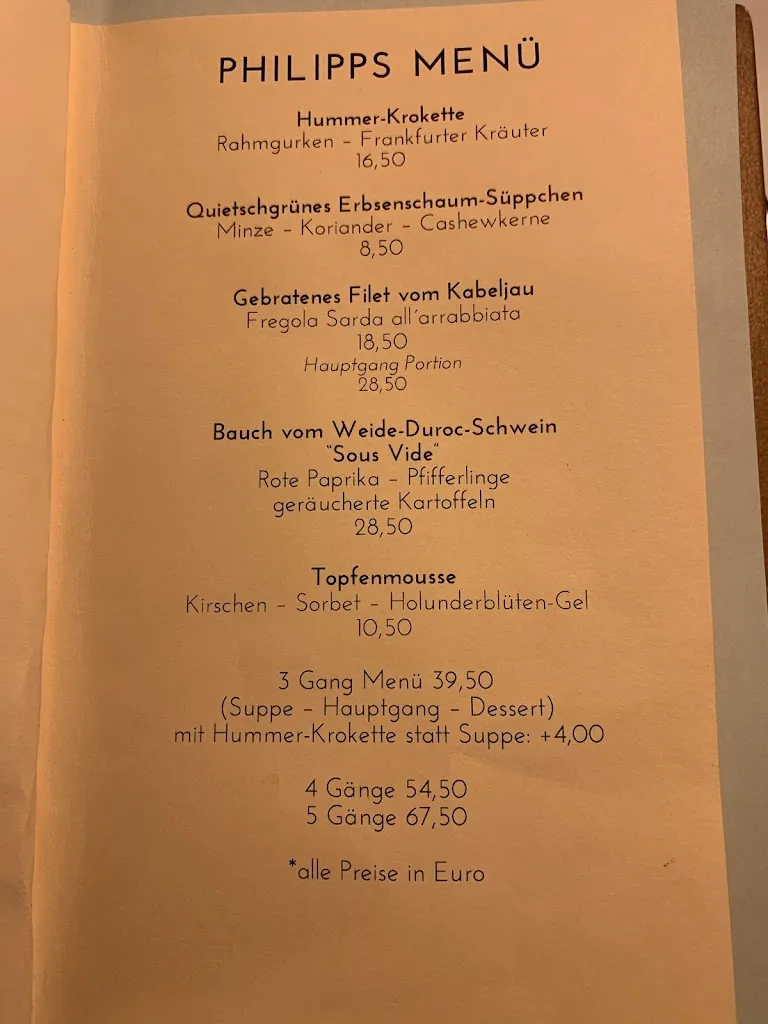 PHILIPPS MENÜ
Hummer-Krokette
Rahmgurken – Frankfurter Kräuter
16,50
Quietschgrünes Erbsenschaum-Süppchen
Minze – Koriander – Cashewkerne
8,50
Gebratenes Filet vom Kabeljau
Fregola Sarda all´arrabbiata
18,50
Hauptgang Portion
28,50
Bauch vom Weide-Duroc-Schwein
"Sous Vide"
Rote Paprika – Pfifferlinge
geräucherte Kartoffeln
28,50
Topfenmousse
Kirschen – Sorbet – Holunderblüten-Gel
10,50
3 Gang Menü 39,50
(Suppe – Hauptgang – Dessert)
mit Hummer-Krokette statt Suppe: +4,00
4 Gänge 54,50
5 Gänge 67,50
*alle Preise in Euro